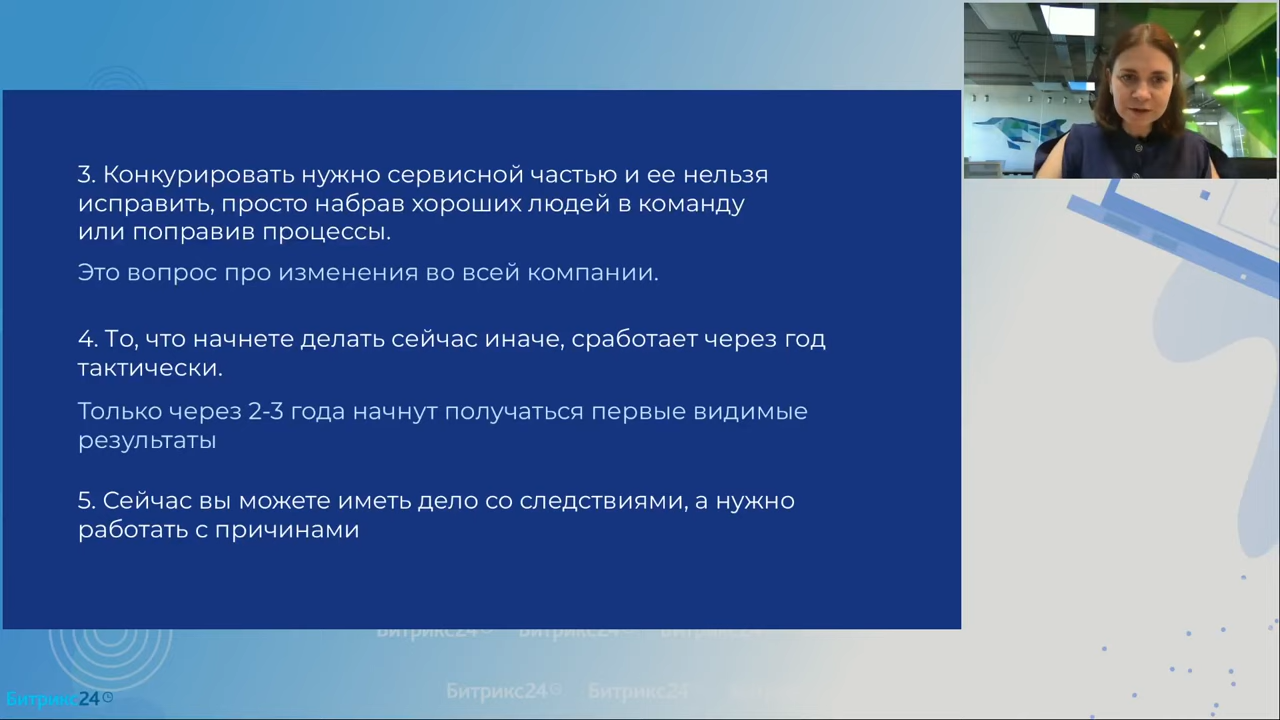 3. Конкурировать нужно сервисной частью и ее нельзя
исправить, просто набрав хороших людей в команду
или поправив процессы.
Это вопрос про изменения во всей компании.
4. То, что начнете делать сейчас иначе, сработает через год
тактически.
Только через 2-3 года начнут получаться первые видимые
результаты
5. Сейчас вы можете иметь дело со следствиями, а нужно
работать с причинами
Битрикс24 Битрикс24 Битрикс24
Битрикс24 Битрикс24
Битрикс24